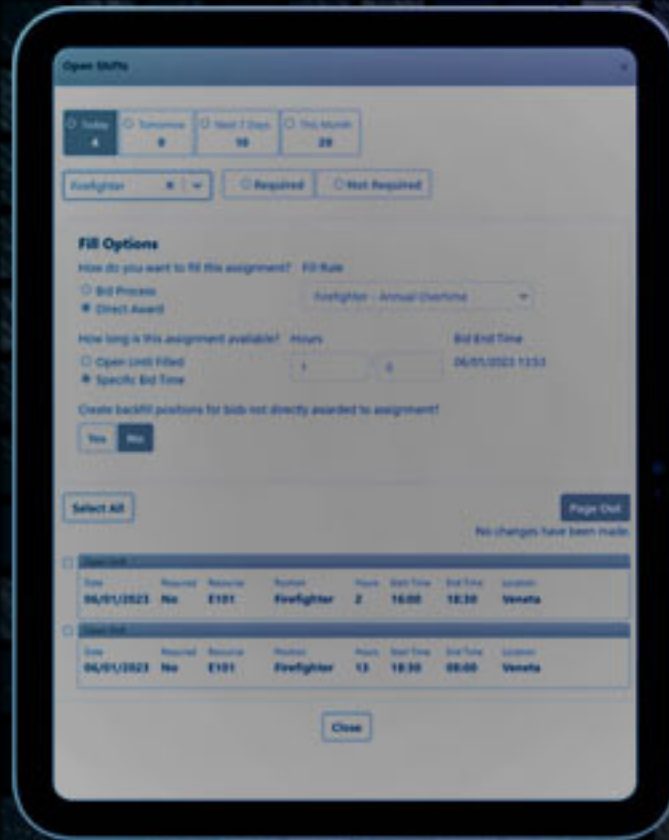 Open Shifts
Today Tomorrow Next 7 Days This Month
4 9 10 29
Firefighter Required Not Required
Fill Options
How do you want to fill this assignment? Fill Rule
Bid Process
Direct Award
Firefighter - Annual Overtime
How long is this assignment available? Hours Bid End Time
Open Until Filled
Specific Bid Time
1 0 06/01/2023 13:53
Create backfill positions for bids not directly awarded to assignment?
Yes No
Select All Page Out
No changes have been made.
Open Shift
Date Required Resource Position Hours Start Time End Time Location
06/01/2023 No E101 Firefighter 2 16:00 18:30 Veneta
Open Shift
Date Required Resource Position Hours Start Time End Time Location
06/01/2023 No E101 Firefighter 13 18:30 08:00 Veneta
Close